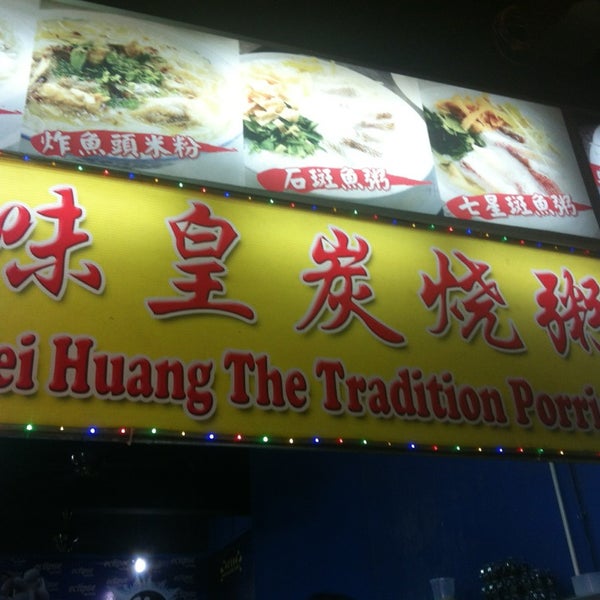 炸魚頭米粉
石斑魚粥
七星斑魚粥
味皇炭烧粥
ei Huang The Tradition Porri
eclipse